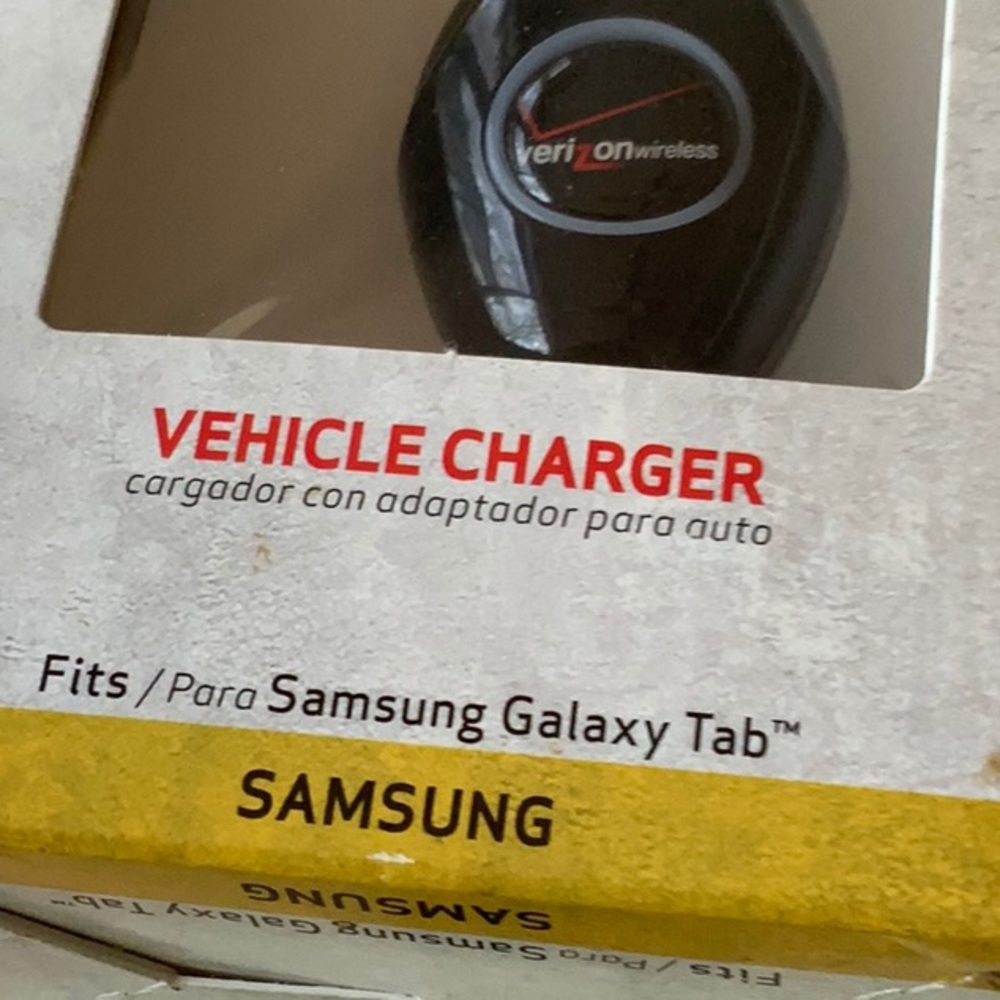 verizonwireless
VEHICLE CHARGER
cargador con adaptador para auto
Fits / Para Samsung Galaxy Tab™
SAMSUNG
SAMSUNG
Fits / Para Samsung Galaxy Tab™